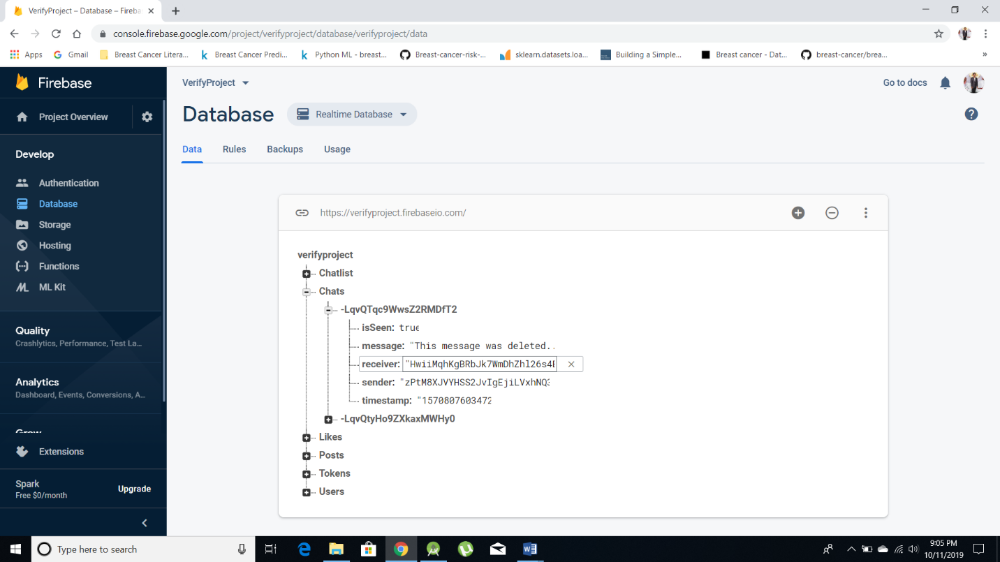 VerifyProject – Database – Fireba
console.firebase.google.com/project/verifyproject/database/verifyproject/data
Apps Gmail Breast Cancer Litera... Breast Cancer Predi... Python ML - breast... Breast-cancer-risk-... sklearn.datasets.loa... Building a Simple... Breast cancer - Dat... breast-cancer/brea... »
Firebase
Project Overview
Develop
Authentication
Database
Storage
Hosting
Functions
ML Kit
Quality
Crashlytics, Performance, Test La...
Analytics
Dashboard, Events, Conversions, A...
Grow
Extensions
Spark
Free $0/month
Upgrade
VerifyProject
Go to docs
Database
Realtime Database
Data Rules Backups Usage
https://verifyproject.firebaseio.com/
verifyproject
Chatlist
Chats
-LqvQTqc9WwsZ2RMDfT2
isSeen: true
message: "This message was deleted..
receiver: "HwiiMqhKgBRbJk7WmDhZhl26s4E
sender: "zPtM8XJVYHSS2JvIgEjiLVxhNQ3
timestamp: "1570807603472
-LqvQtyHo9ZXkaxMWHy0
Likes
Posts
Tokens
Users
Type here to search
9:05 PM
10/11/2019